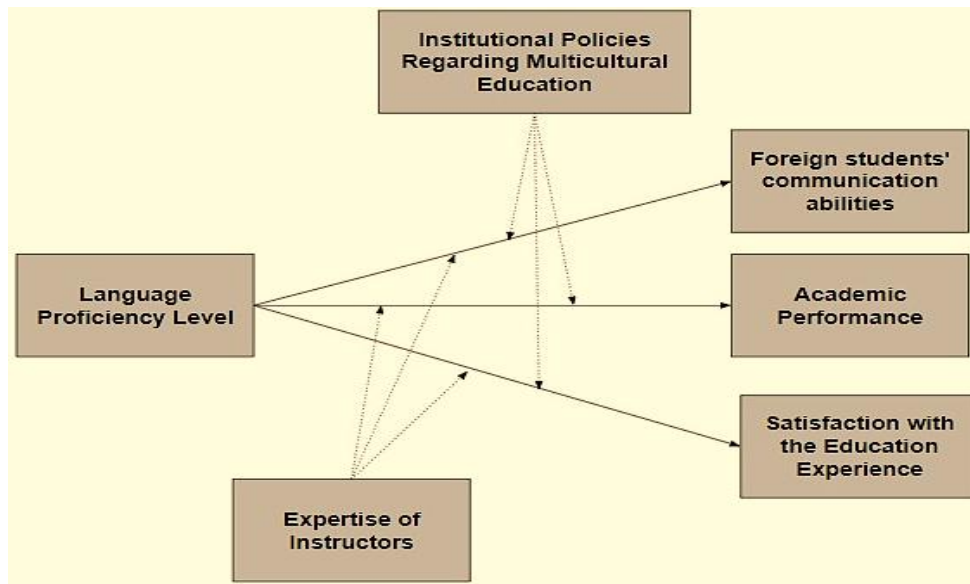 Institutional Policies
Regarding Multicultural
Education
Foreign students'
communication
abilities
Language
Proficiency Level
Academic
Performance
Satisfaction with
the Education
Experience
Expertise of
Instructors